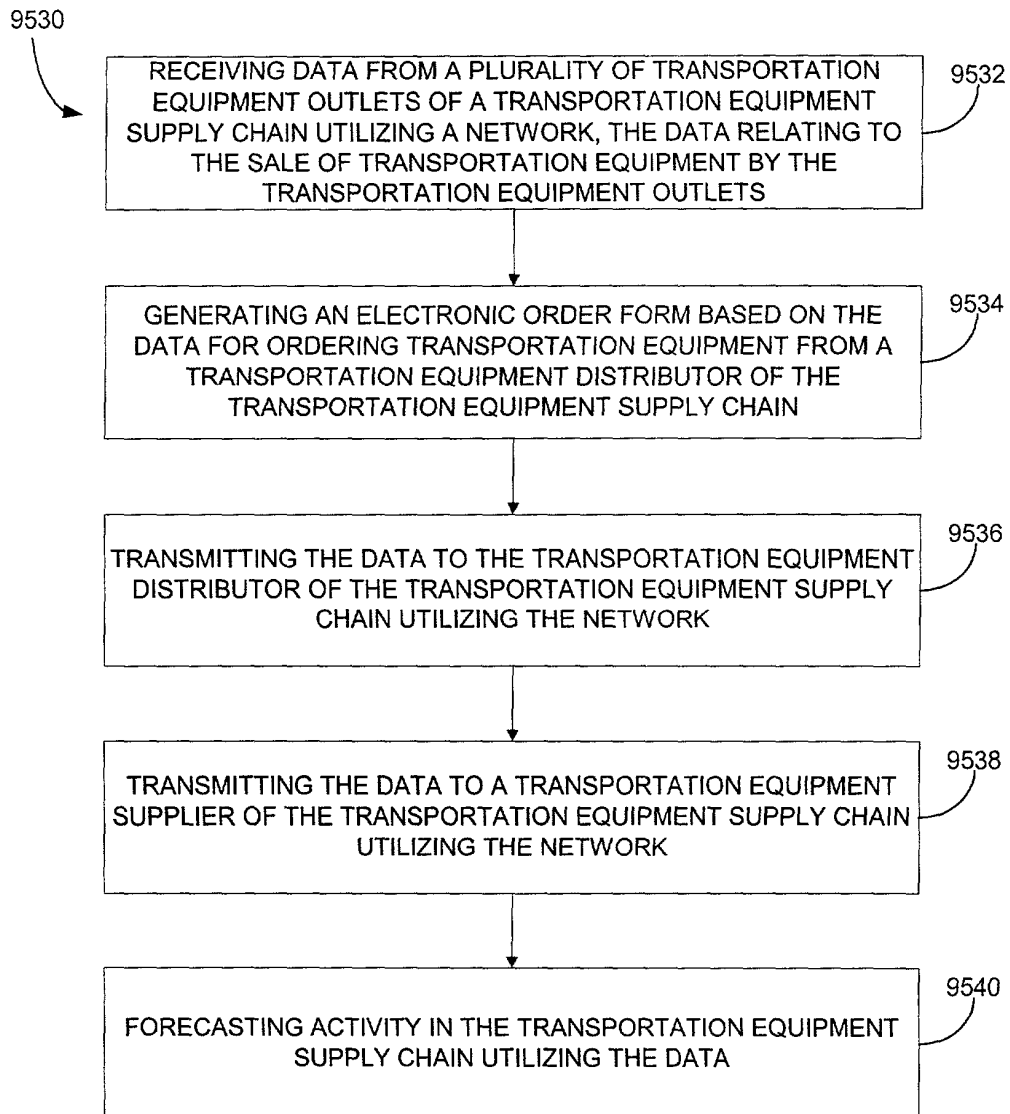 9530
RECEIVING DATA FROM A PLURALITY OF TRANSPORTATION
EQUIPMENT OUTLETS OF A TRANSPORTATION EQUIPMENT
SUPPLY CHAIN UTILIZING A NETWORK, THE DATA RELATING TO
THE SALE OF TRANSPORTATION EQUIPMENT BY THE
TRANSPORTATION EQUIPMENT OUTLETS
9532
GENERATING AN ELECTRONIC ORDER FORM BASED ON THE
DATA FOR ORDERING TRANSPORTATION EQUIPMENT FROM A
TRANSPORTATION EQUIPMENT DISTRIBUTOR OF THE
TRANSPORTATION EQUIPMENT SUPPLY CHAIN
9534
TRANSMITTING THE DATA TO THE TRANSPORTATION EQUIPMENT
DISTRIBUTOR OF THE TRANSPORTATION EQUIPMENT SUPPLY
CHAIN UTILIZING THE NETWORK
9536
TRANSMITTING THE DATA TO A TRANSPORTATION EQUIPMENT
SUPPLIER OF THE TRANSPORTATION EQUIPMENT SUPPLY CHAIN
UTILIZING THE NETWORK
9538
FORECASTING ACTIVITY IN THE TRANSPORTATION EQUIPMENT
SUPPLY CHAIN UTILIZING THE DATA
9540